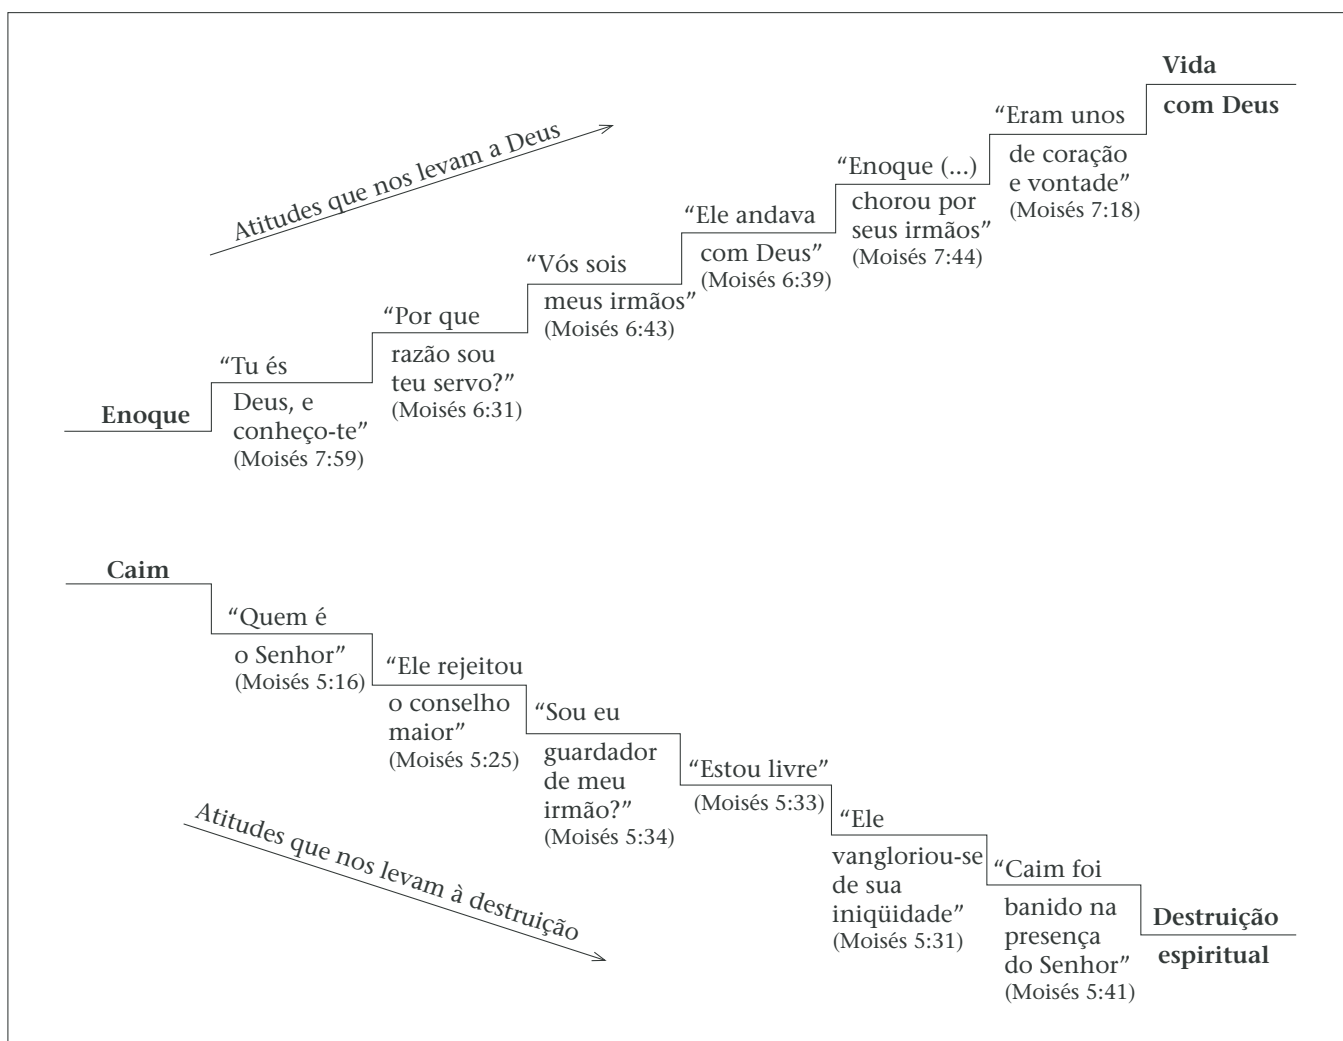 Atitudes que nos levam a Deus
Enoque
“Tu és
Deus, e
conheço-te”
(Moisés 7:59)
“Por que
razão sou
teu servo?”
(Moisés 6:31)
“Vós sois
meus irmãos”
(Moisés 6:43)
“Ele andava
com Deus”
(Moisés 6:39)
“Enoque (...)
chorou por
seus irmãos”
(Moisés 7:44)
“Eram unos
de coração
e vontade”
(Moisés 7:18)
Vida
com Deus
Caim
“Quem é
o Senhor”
(Moisés 5:16)
“Ele rejeitou
o conselho
maior”
(Moisés 5:25)
“Sou eu
guardador
de meu
irmão?”
(Moisés 5:34)
“Estou livre”
(Moisés 5:33)
“Ele
vangloriou-se
de sua
iniqüidade”
(Moisés 5:31)
“Caim foi
banido na
presença
do Senhor”
(Moisés 5:41)
Destruição
espiritual
Atitudes que nos levam à destruição